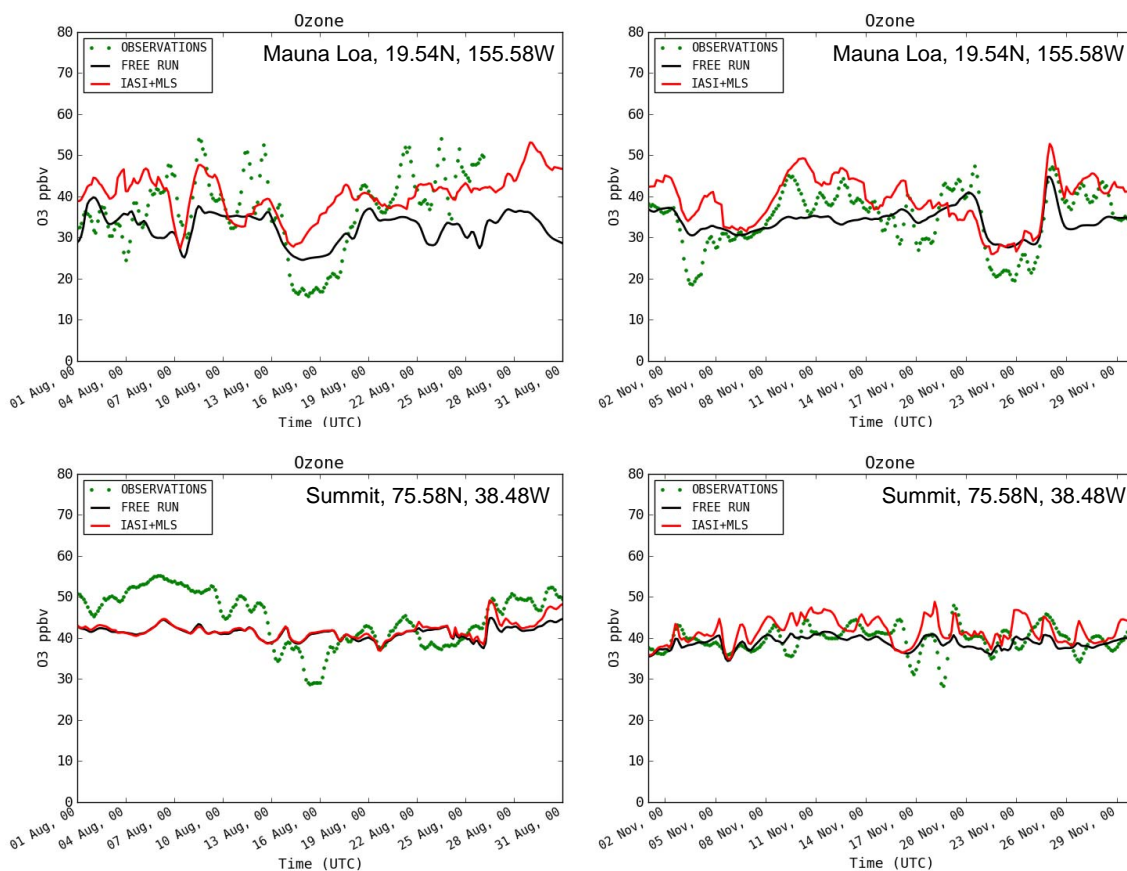 Ozone
Mauna Loa, 19.54N, 155.58W
OBSERVATIONS
FREE RUN
IASI+MLS
O3 ppbv
80
70
60
50
40
30
20
10
0
01 Aug, 00
04 Aug, 00
07 Aug, 00
10 Aug, 00
13 Aug, 00
16 Aug, 00
19 Aug, 00
22 Aug, 00
25 Aug, 00
28 Aug, 00
31 Aug, 00
Time (UTC)
Ozone
Mauna Loa, 19.54N, 155.58W
OBSERVATIONS
FREE RUN
IASI+MLS
O3 ppbv
80
70
60
50
40
30
20
10
0
02 Nov, 00
05 Nov, 00
08 Nov, 00
11 Nov, 00
14 Nov, 00
17 Nov, 00
20 Nov, 00
23 Nov, 00
26 Nov, 00
29 Nov, 00
Time (UTC)
Ozone
Summit, 75.58N, 38.48W
OBSERVATIONS
FREE RUN
IASI+MLS
O3 ppbv
80
70
60
50
40
30
20
10
0
01 Aug, 00
04 Aug, 00
07 Aug, 00
10 Aug, 00
13 Aug, 00
16 Aug, 00
19 Aug, 00
22 Aug, 00
25 Aug, 00
28 Aug, 00
31 Aug, 00
Time (UTC)
Ozone
Summit, 75.58N, 38.48W
OBSERVATIONS
FREE RUN
IASI+MLS
O3 ppbv
80
70
60
50
40
30
20
10
0
02 Nov, 00
05 Nov, 00
08 Nov, 00
11 Nov, 00
14 Nov, 00
17 Nov, 00
20 Nov, 00
23 Nov, 00
26 Nov, 00
29 Nov, 00
Time (UTC)